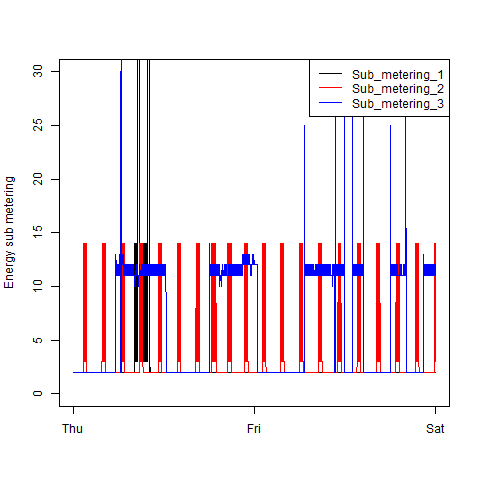 Sub_metering_1
Sub_metering_2
Sub_metering_3
Energy sub metering
30
25
20
15
10
5
0
Thu Fri Sat